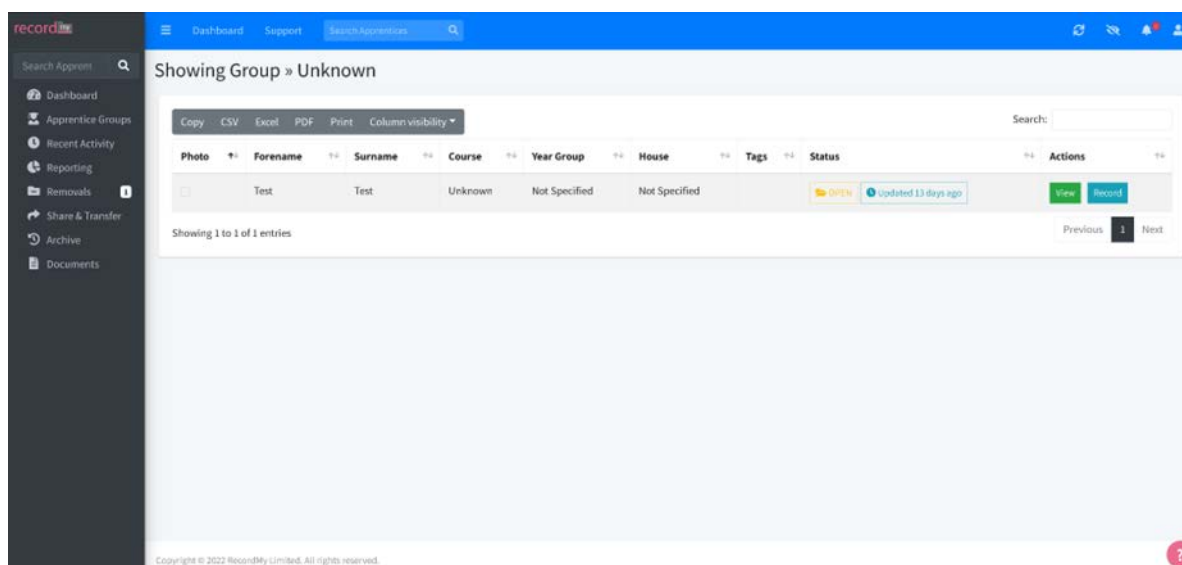 record my
Dashboard Support Search Apprentices
Search Apprent
Showing Group » Unknown
Dashboard
Apprentice Groups
Recent Activity
Reporting
Removals 1
Share & Transfer
Archive
Documents
Copy CSV Excel PDF Print Column visibility
Search:
Photo Forename Surname Course Year Group House Tags Status Actions
Test Test Unknown Not Specified Not Specified OPEN Updated 13 days ago View Record
Showing 1 to 1 of 1 entries
Previous 1 Next
Copyright © 2022 RecordMy Limited. All rights reserved.
?